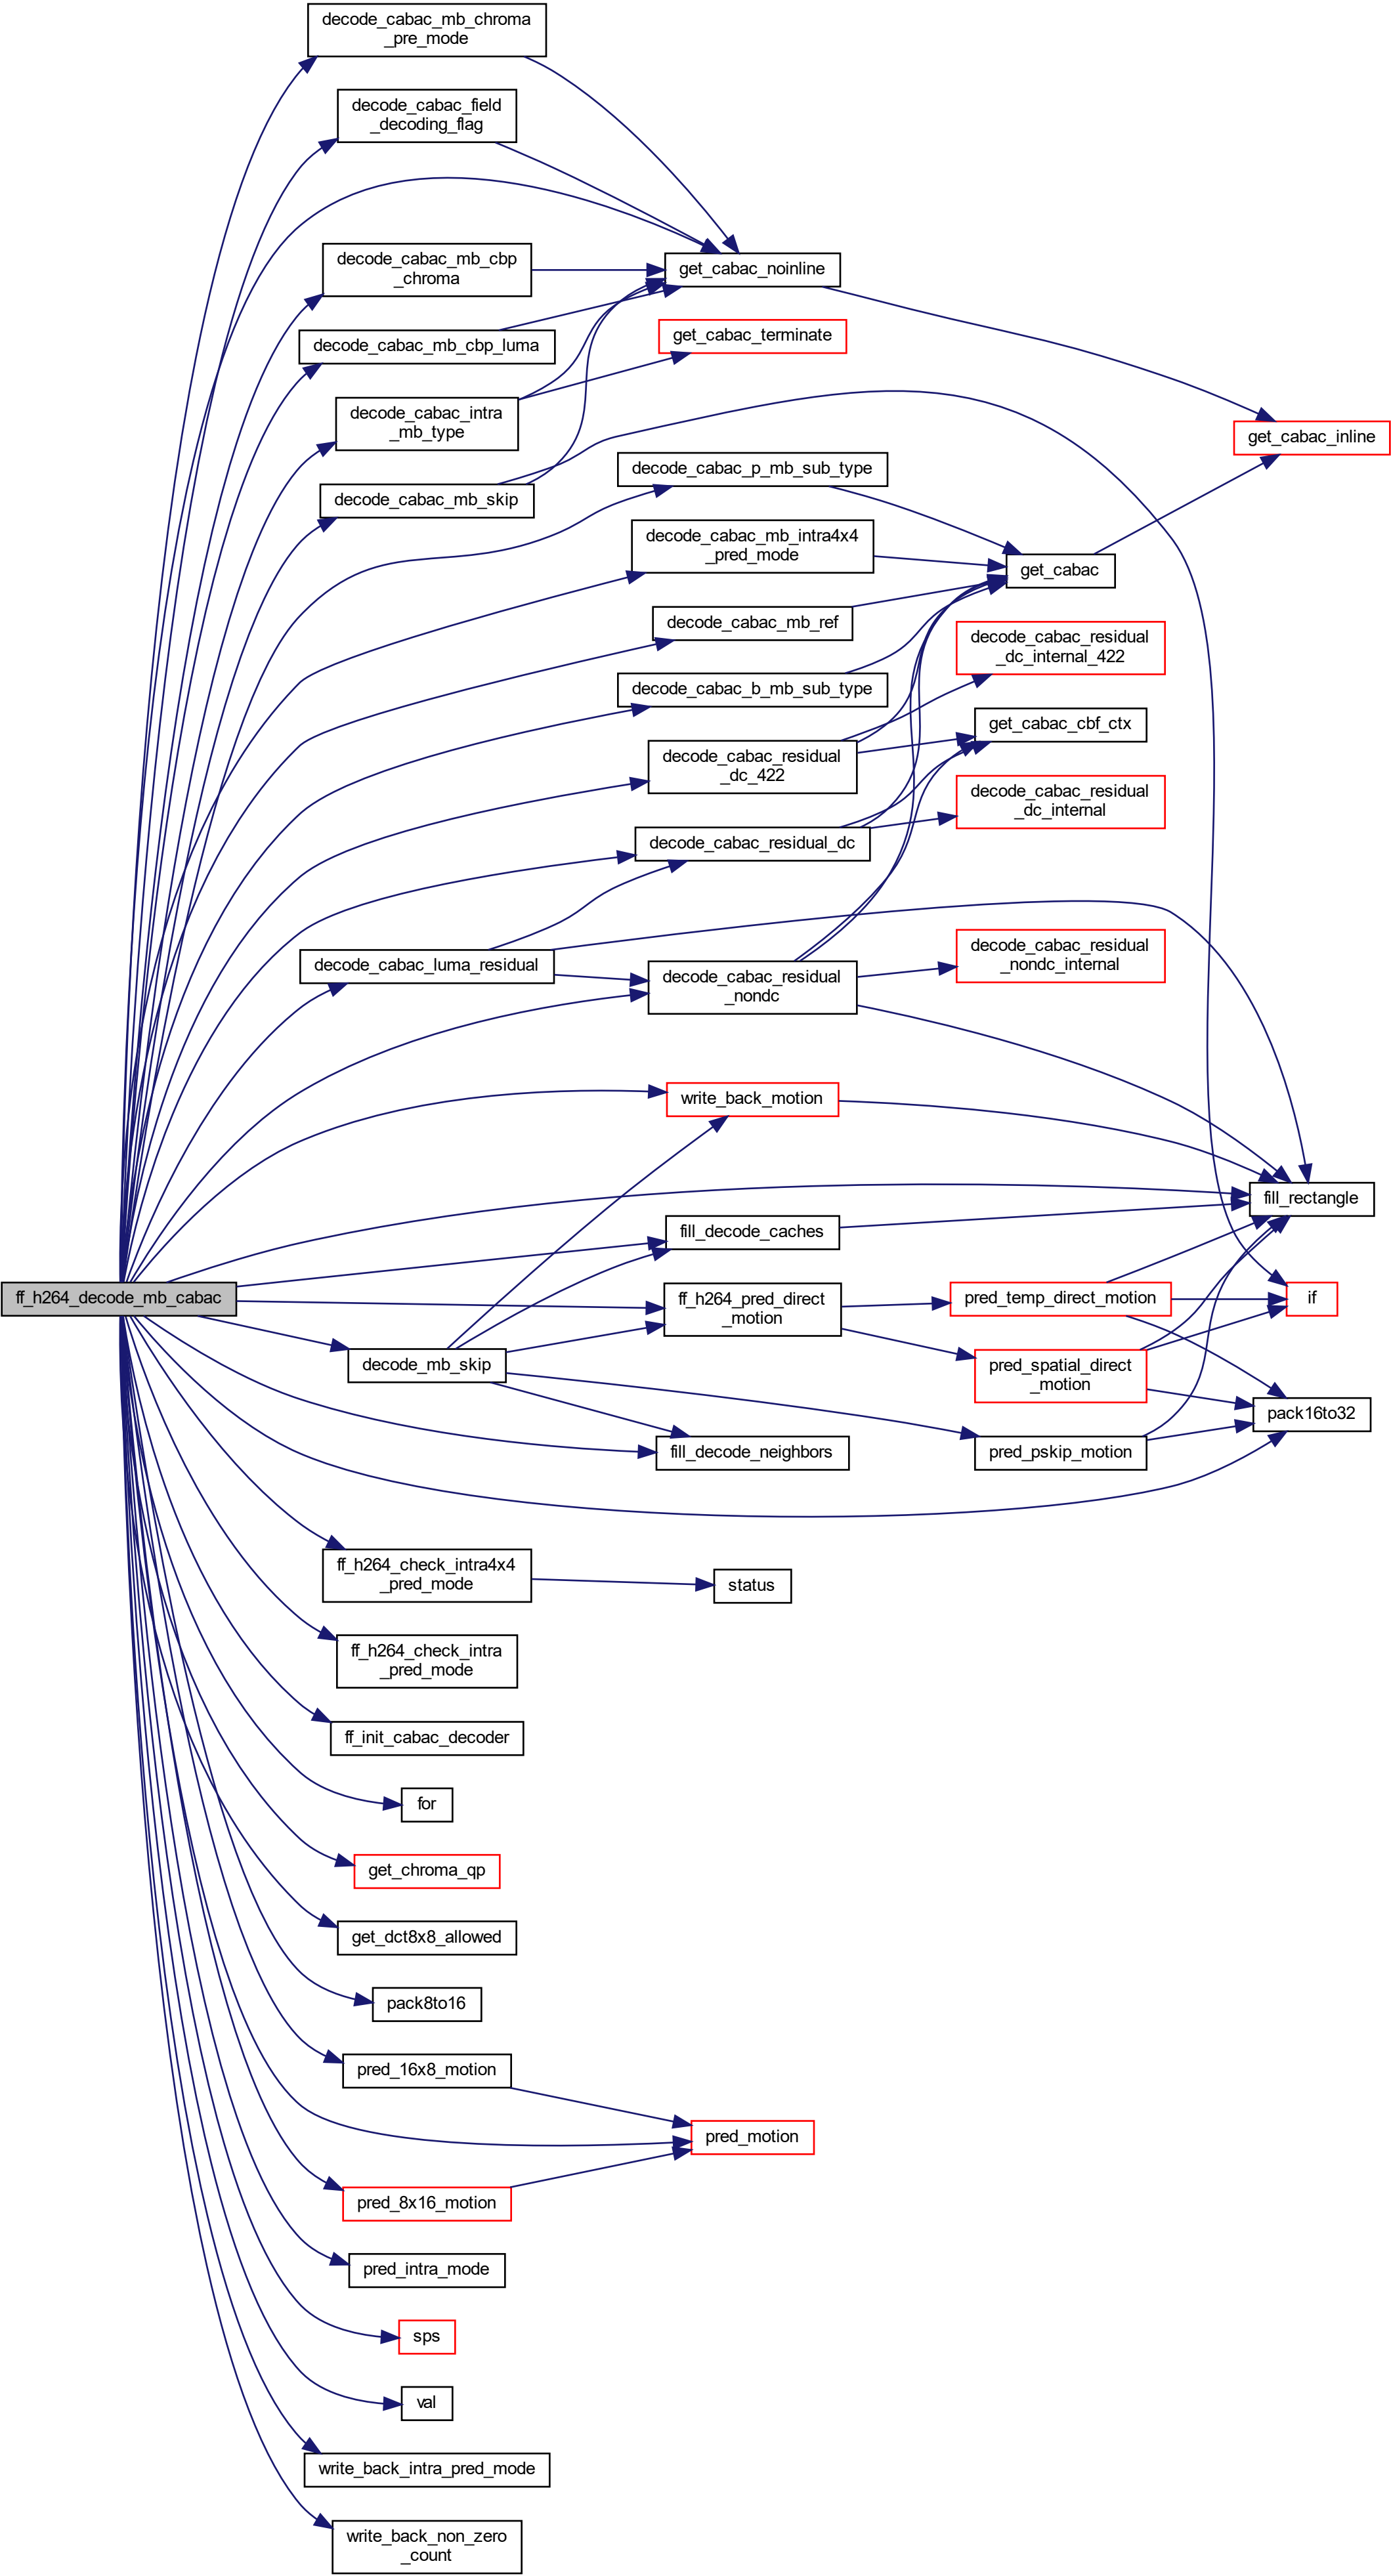 decode_cabac_mb_chroma
_pre_mode
decode_cabac_field
_decoding_flag
decode_cabac_mb_cbp
_chroma
get_cabac_noinline
decode_cabac_mb_cbp_luma
get_cabac_terminate
decode_cabac_intra
_mb_type
get_cabac_inline
decode_cabac_mb_skip
decode_cabac_p_mb_sub_type
decode_cabac_mb_intra4x4
_pred_mode
get_cabac
decode_cabac_mb_ref
decode_cabac_residual
_dc_internal_422
decode_cabac_b_mb_sub_type
get_cabac_cbf_ctx
decode_cabac_residual
_dc_422
decode_cabac_residual
_dc_internal
decode_cabac_residual_dc
decode_cabac_luma_residual
decode_cabac_residual
_nondc
decode_cabac_residual
_nondc_internal
write_back_motion
fill_rectangle
fill_decode_caches
ff_h264_decode_mb_cabac
ff_h264_pred_direct
_motion
pred_temp_direct_motion
if
decode_mb_skip
pred_spatial_direct
_motion
pack16to32
fill_decode_neighbors
pred_pskip_motion
ff_h264_check_intra4x4
_pred_mode
status
ff_h264_check_intra
_pred_mode
ff_init_cabac_decoder
for
get_chroma_qp
get_dct8x8_allowed
pack8to16
pred_16x8_motion
pred_motion
pred_8x16_motion
pred_intra_mode
sps
val
write_back_intra_pred_mode
write_back_non_zero
_count